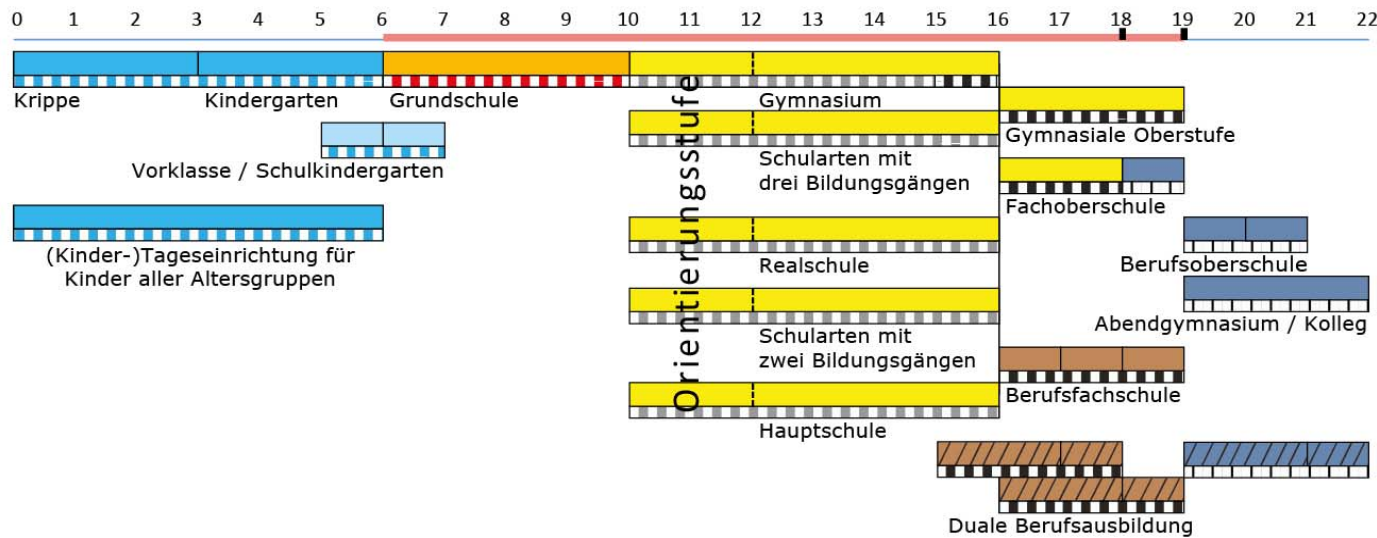 0 1 2 3 4 5 6 7 8 9 10 11 12 13 14 15 16 17 18 19 20 21 22
Krippe
Kindergarten
Grundschule
Gymnasium
Gymnasiale Oberstufe
Vorklasse / Schulkindergarten
Orientierungsstufe
Schularten mit
drei Bildungsgängen
Fachoberschule
(Kinder-)Tageseinrichtung für
Kinder aller Altersgruppen
Realschule
Berufsoberschule
Abendgymnasium / Kolleg
Schularten mit
zwei Bildungsgängen
Berufsfachschule
Hauptschule
Duale Berufsausbildung